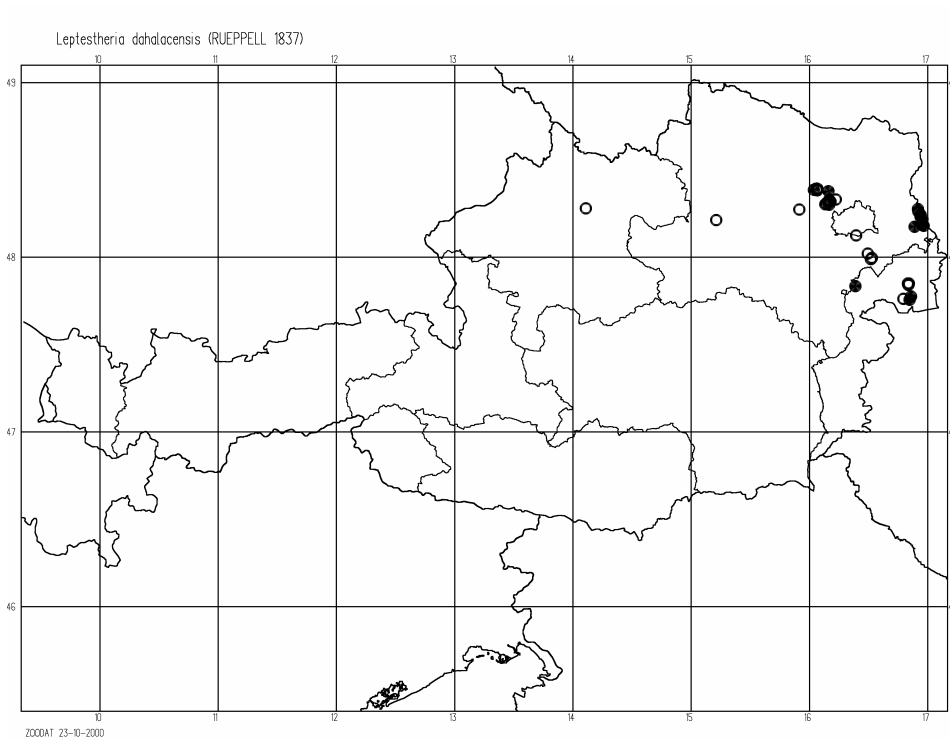 Leptestheria dahalacensis (RUEPPELL 1837)
10 11 12 13 14 15 16 17
49
48
47
46
10 11 12 13 14 15 16 17
ZOODAT 23-10-2000